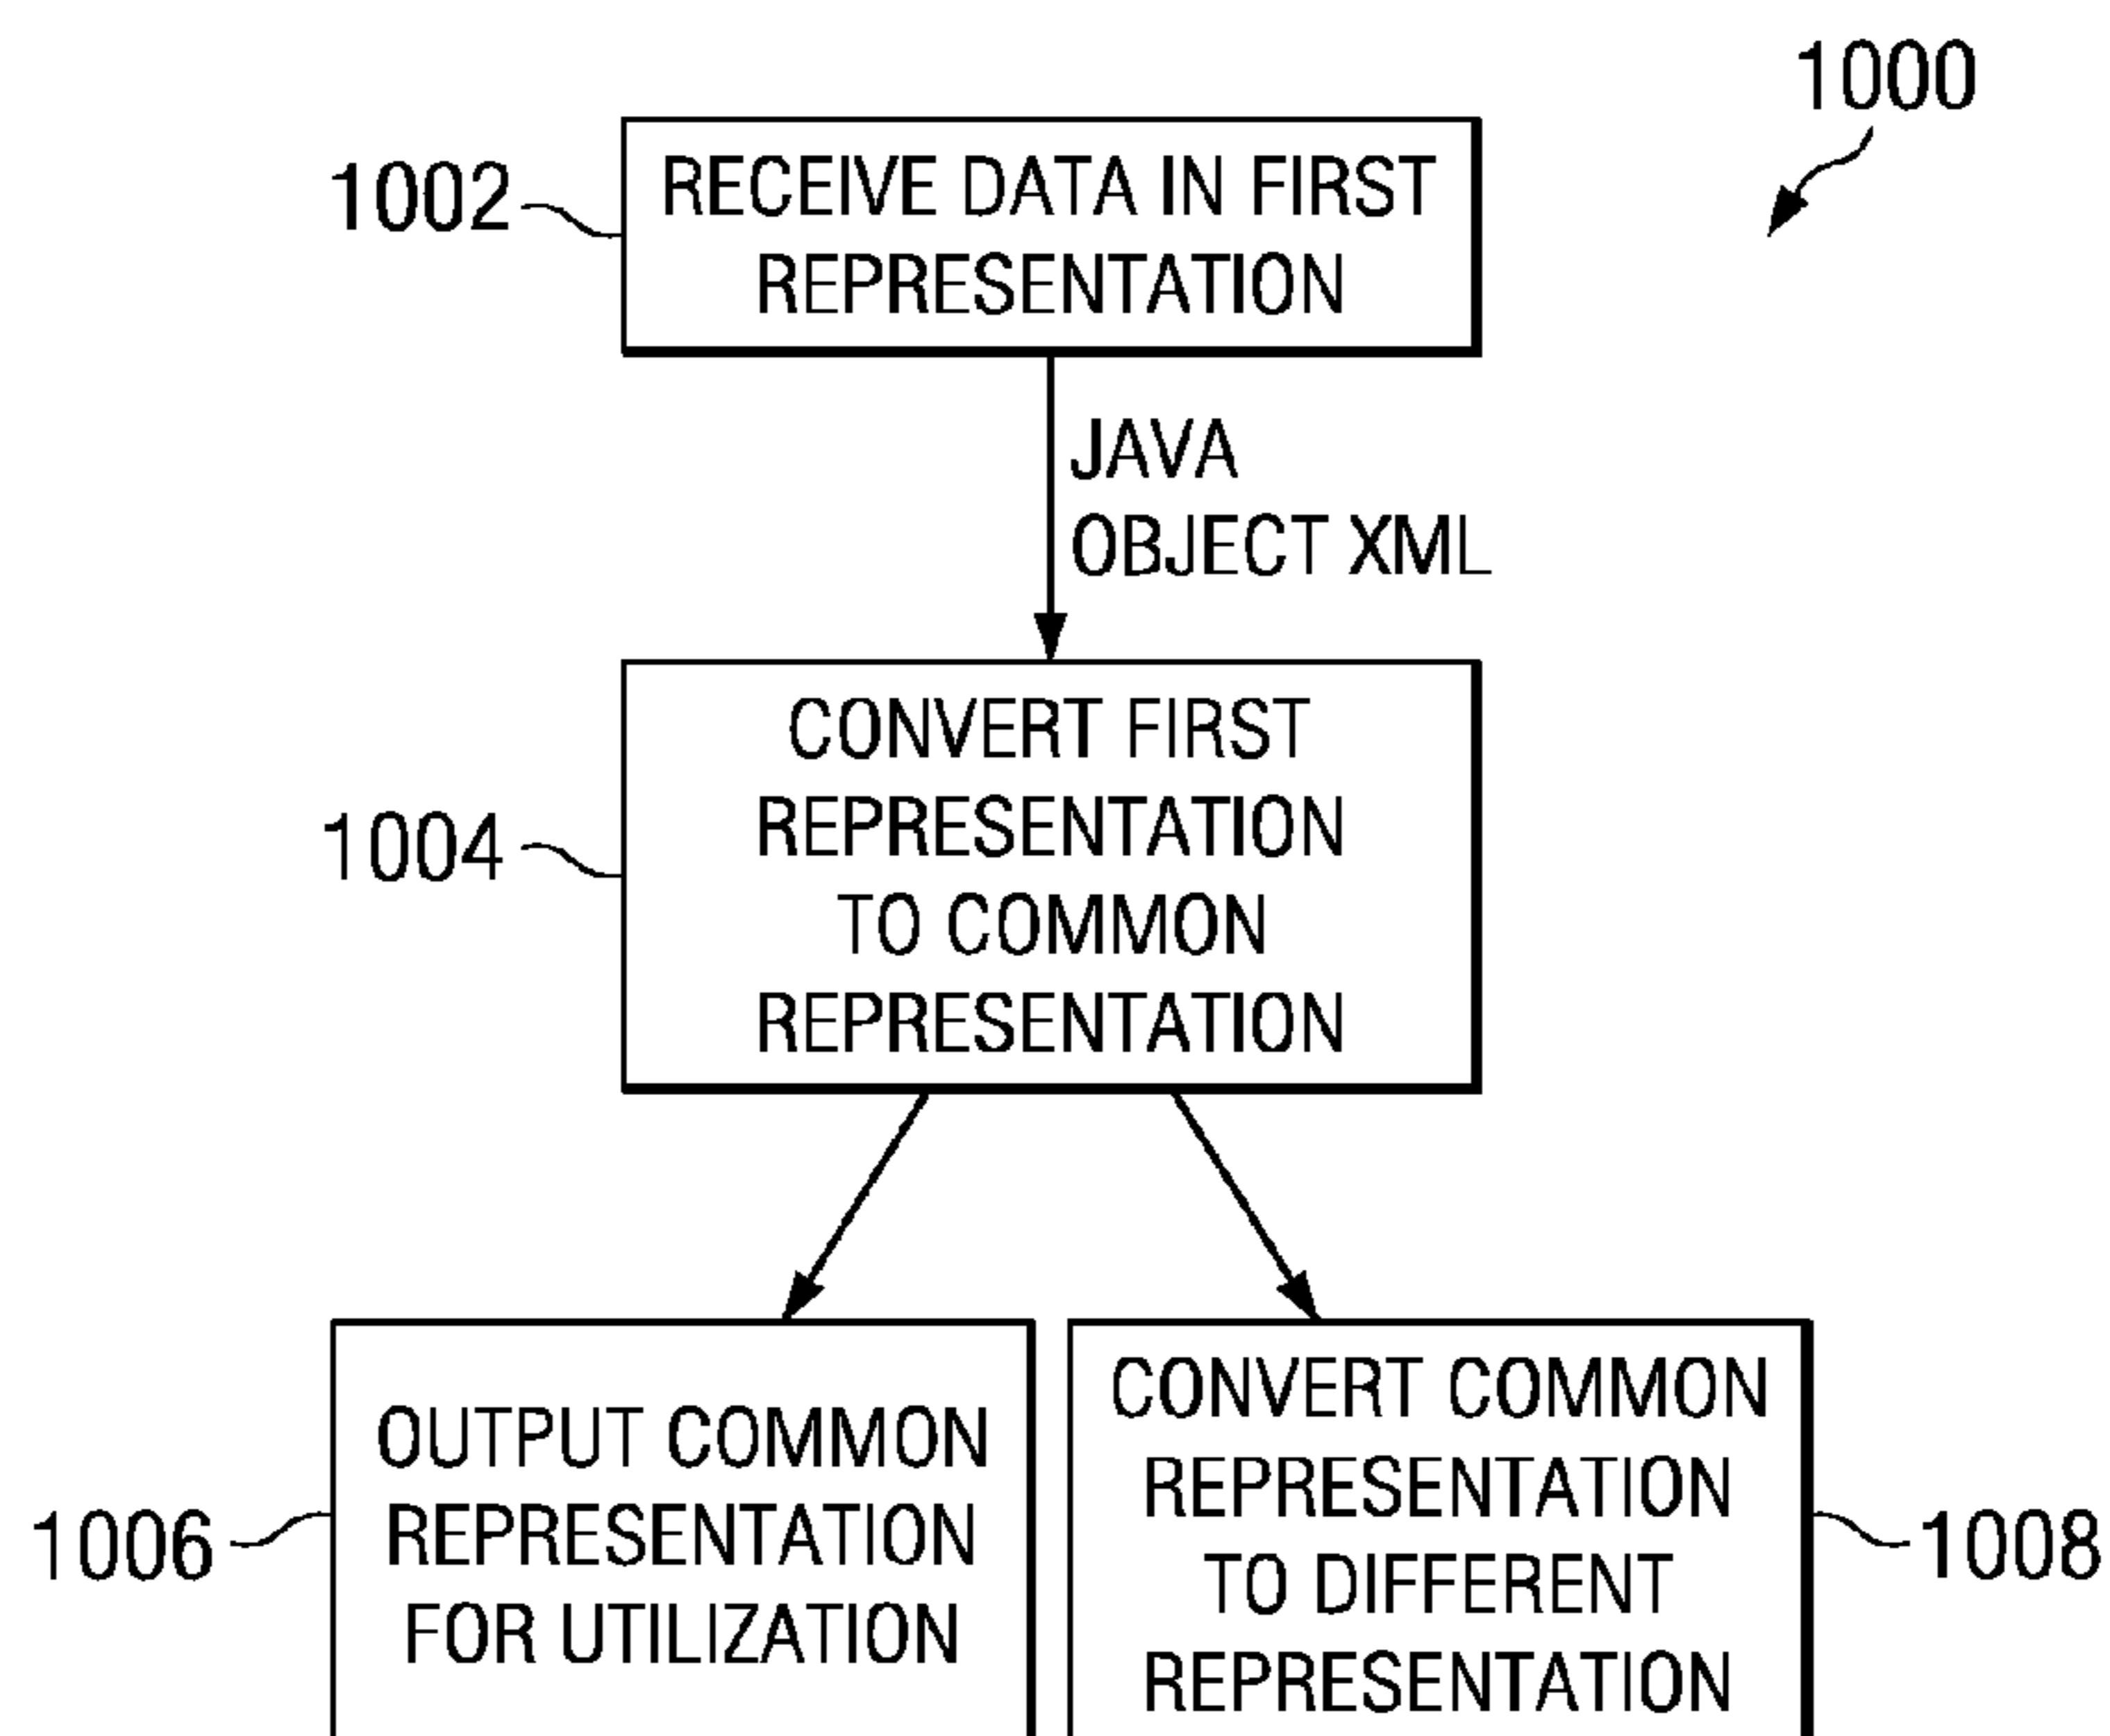 1000
1002
RECEIVE DATA IN FIRST
REPRESENTATION
JAVA
OBJECT XML
1004
CONVERT FIRST
REPRESENTATION
TO COMMON
REPRESENTATION
1006
OUTPUT COMMON
REPRESENTATION
FOR UTILIZATION
CONVERT COMMON
REPRESENTATION
TO DIFFERENT
REPRESENTATION
1008